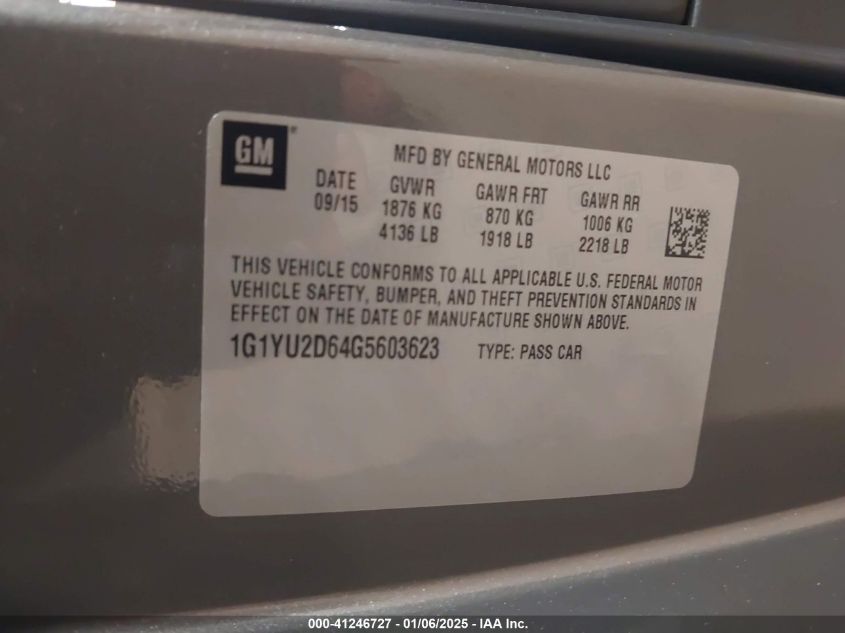 GM
MFD BY GENERAL MOTORS LLC
DATE GVWR GAWR FRT GAWR RR
09/15 1876 KG 870 KG 1006 KG
4136 LB 1918 LB 2218 LB
THIS VEHICLE CONFORMS TO ALL APPLICABLE U.S. FEDERAL MOTOR
VEHICLE SAFETY, BUMPER, AND THEFT PREVENTION STANDARDS IN
EFFECT ON THE DATE OF MANUFACTURE SHOWN ABOVE.
1G1YU2D64G5603623 TYPE: PASS CAR
000-41246727 - 01/06/2025 - IAA Inc.